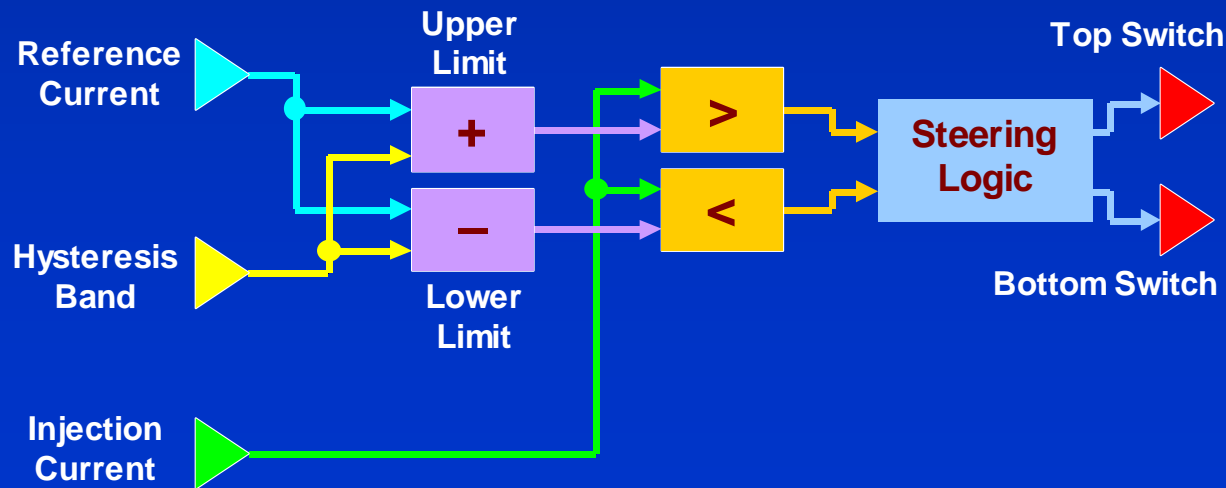 Reference
Current
Upper
Limit
Top Switch
+
>
Steering
Logic
−
<
Hysteresis
Band
Lower
Limit
Bottom Switch
Injection
Current